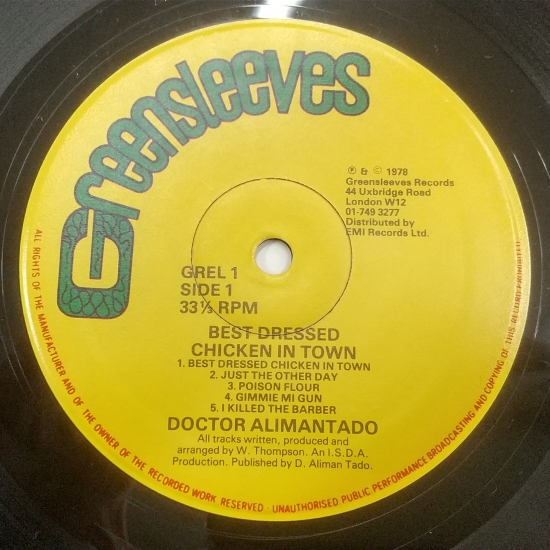 Greensleeves
℗ & © 1978
Greensleeves Records
44 Uxbridge Road
London W12
01-749 3277
Distributed by
EMI Records Ltd.
GREL 1
SIDE 1
33⅓ RPM
BEST DRESSED
CHICKEN IN TOWN
1. BEST DRESSED CHICKEN IN TOWN
2. JUST THE OTHER DAY
3. POISON FLOUR
4. GIMMIE MI GUN
5. I KILLED THE BARBER
DOCTOR ALIMANTADO
All tracks written, produced and
arranged by W. Thompson. An I.S.D.A.
Production. Published by D. Aliman Tado.
ALL RIGHTS OF THE MANUFACTURER AND OF THE OWNER OF THE RECORDED WORK RESERVED · UNAUTHORISED PUBLIC PERFORMANCE BROADCASTING AND COPYING OF THIS RECORD PROHIBITED